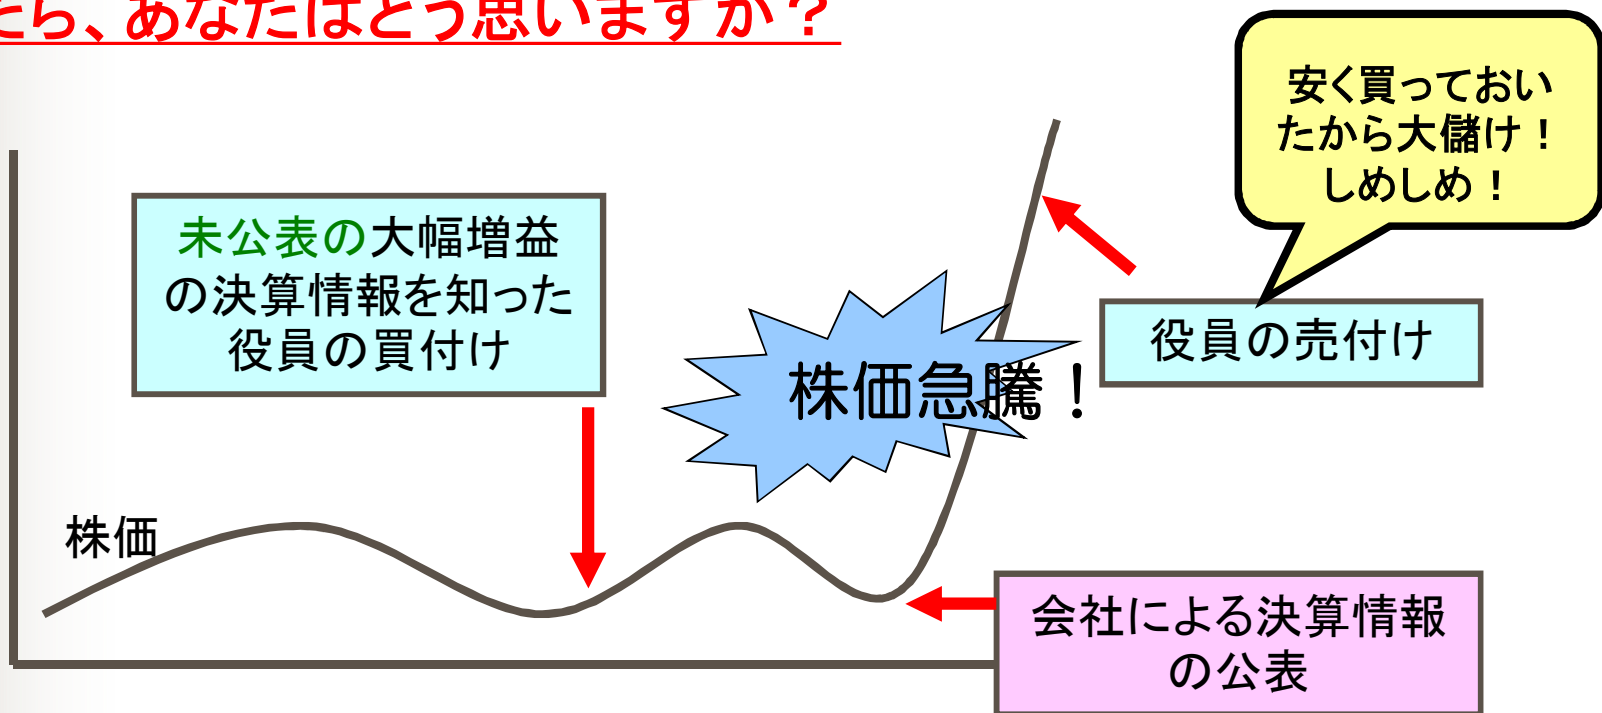 たら、あなたはどう思いますか？
安く買っておい
たから大儲け！
しめしめ！
未公表の大幅増益
の決算情報を知った
役員の買付け
役員の売付け
株価急騰！
株価
会社による決算情報
の公表